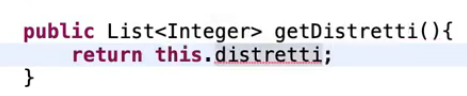 public List<Integer> getDistretti(){
return this.distretti;
}